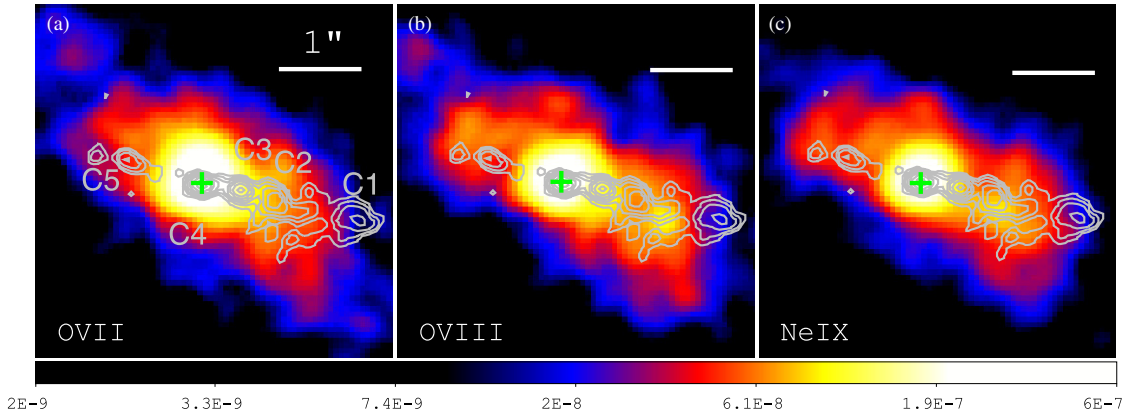 (a)
1"
C3
C2
C5
C1
C4
OVII
(b)
OVIII
(c)
NeIX
2E-9 3.3E-9 7.4E-9 2E-8 6.1E-8 1.9E-7 6E-7